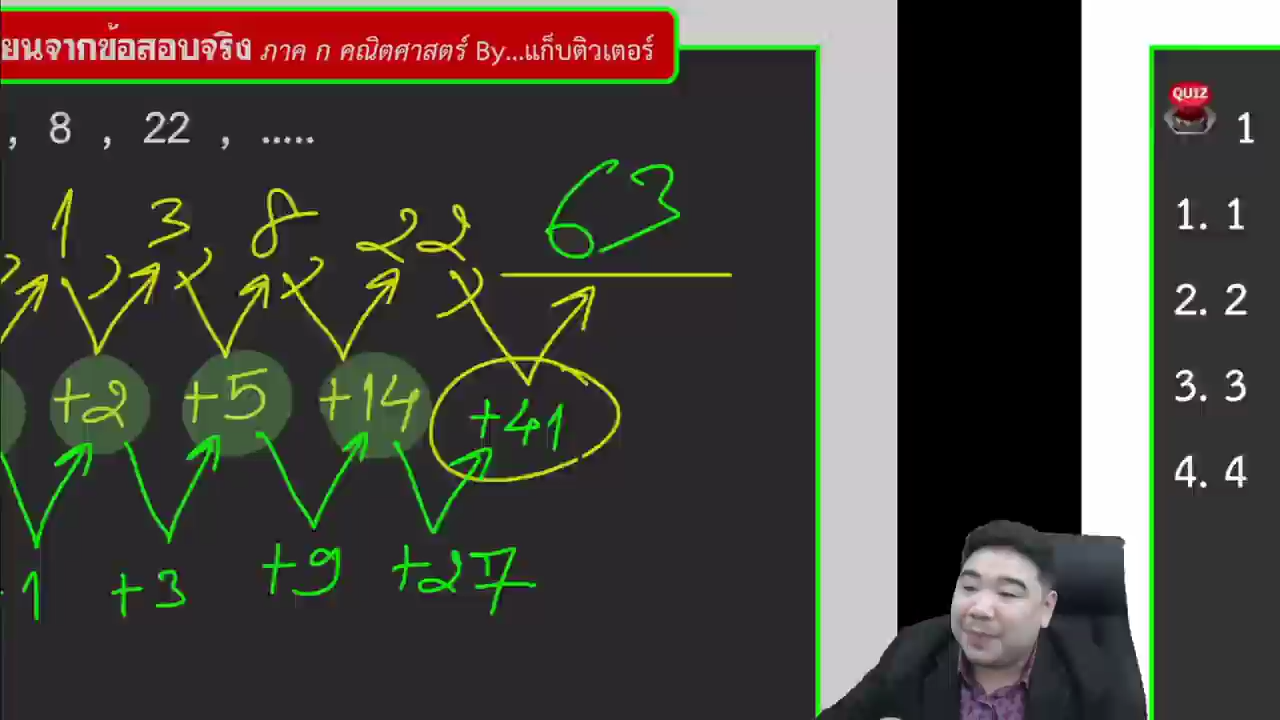 ยนจากข้อสอบจริง ภาค ก คณิตศาสตร์ By...แก็บติวเตอร์
, 8 , 22 , .....
1 3 8 22 63
+2 +5 +14 +41
1 +3 +9 +27
QUIZ
1
1. 1
2. 2
3. 3
4. 4